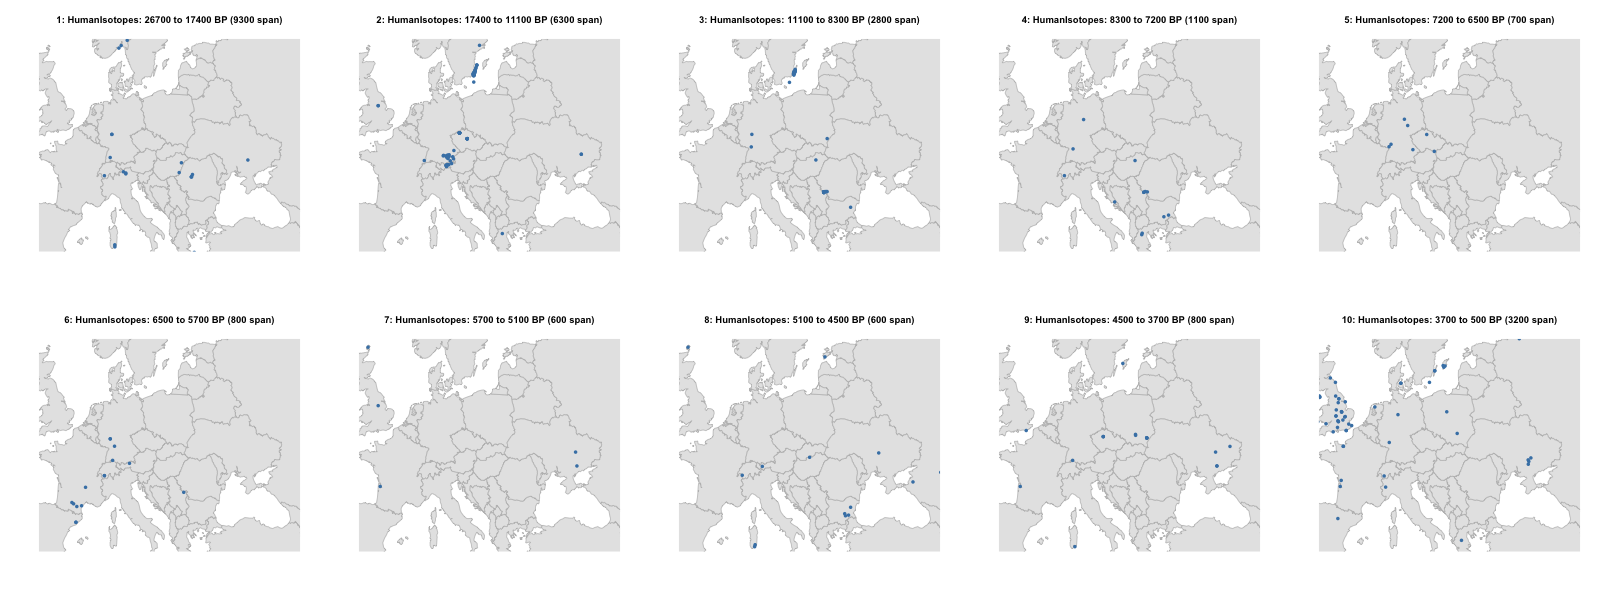 1: HumanIsotopes: 26700 to 17400 BP (9300 span)
2: HumanIsotopes: 17400 to 11100 BP (6300 span)
3: HumanIsotopes: 11100 to 8300 BP (2800 span)
4: HumanIsotopes: 8300 to 7200 BP (1100 span)
5: HumanIsotopes: 7200 to 6500 BP (700 span)
6: HumanIsotopes: 6500 to 5700 BP (800 span)
7: HumanIsotopes: 5700 to 5100 BP (600 span)
8: HumanIsotopes: 5100 to 4500 BP (600 span)
9: HumanIsotopes: 4500 to 3700 BP (800 span)
10: HumanIsotopes: 3700 to 500 BP (3200 span)